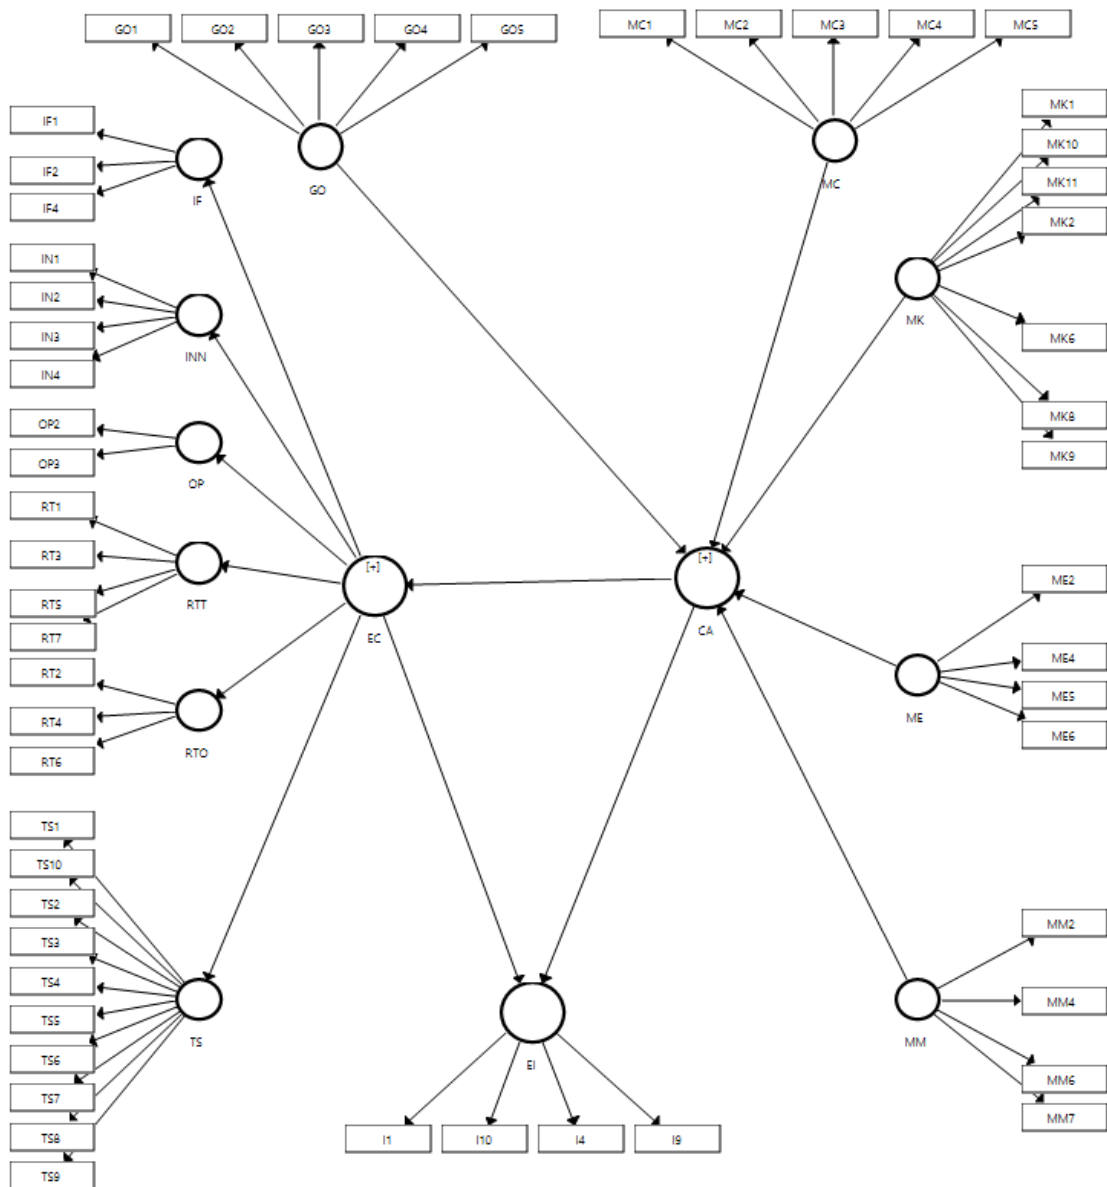 GO1 GO2 GO3 GO4 GO5
MC1 MC2 MC3 MC4 MC5
GO
MC
IF1
IF2
IF4
IF
IN1
IN2
IN3
IN4
INN
OP2
OP3
OP
RT1
RT3
RT5
RT7
RTT
RT2
RT4
RT6
RTO
TS1
TS10
TS2
TS3
TS4
TS5
TS6
TS7
TS8
TS9
TS
[+]
EC
[+]
CA
EI
I1 I10 I4 I9
MK1
MK10
MK11
MK2
MK6
MK8
MK9
MK
ME2
ME4
ME5
ME6
ME
MM2
MM4
MM6
MM7
MM